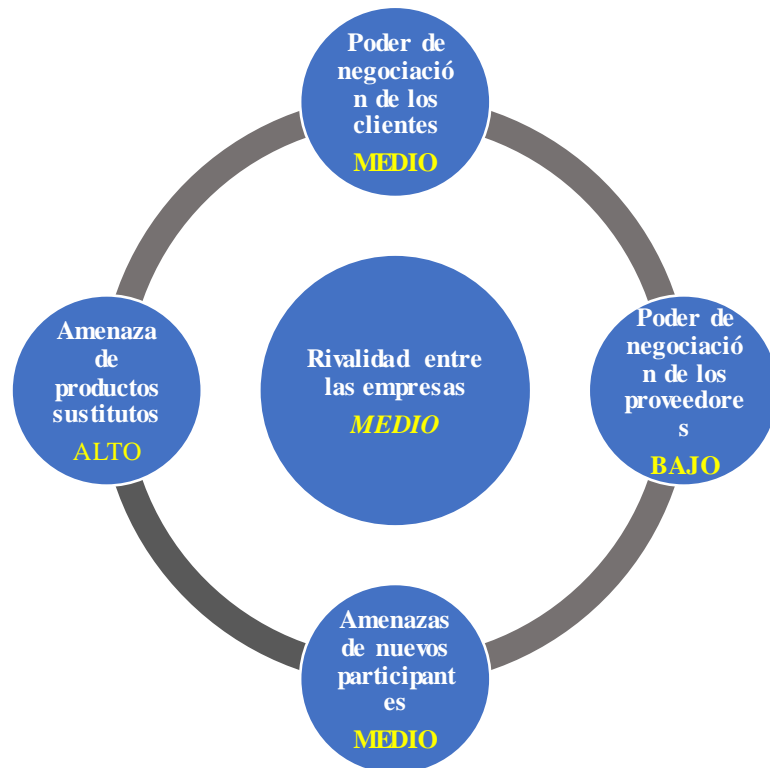 Poder de
negociació
n de los
clientes
MEDIO
Amenaza
de
productos
sustitutos
ALTO
Rivalidad entre
las empresas
MEDIO
Poder de
negociació
n de los
proveedore
s
BAJO
Amenazas
de nuevos
participant
es
MEDIO